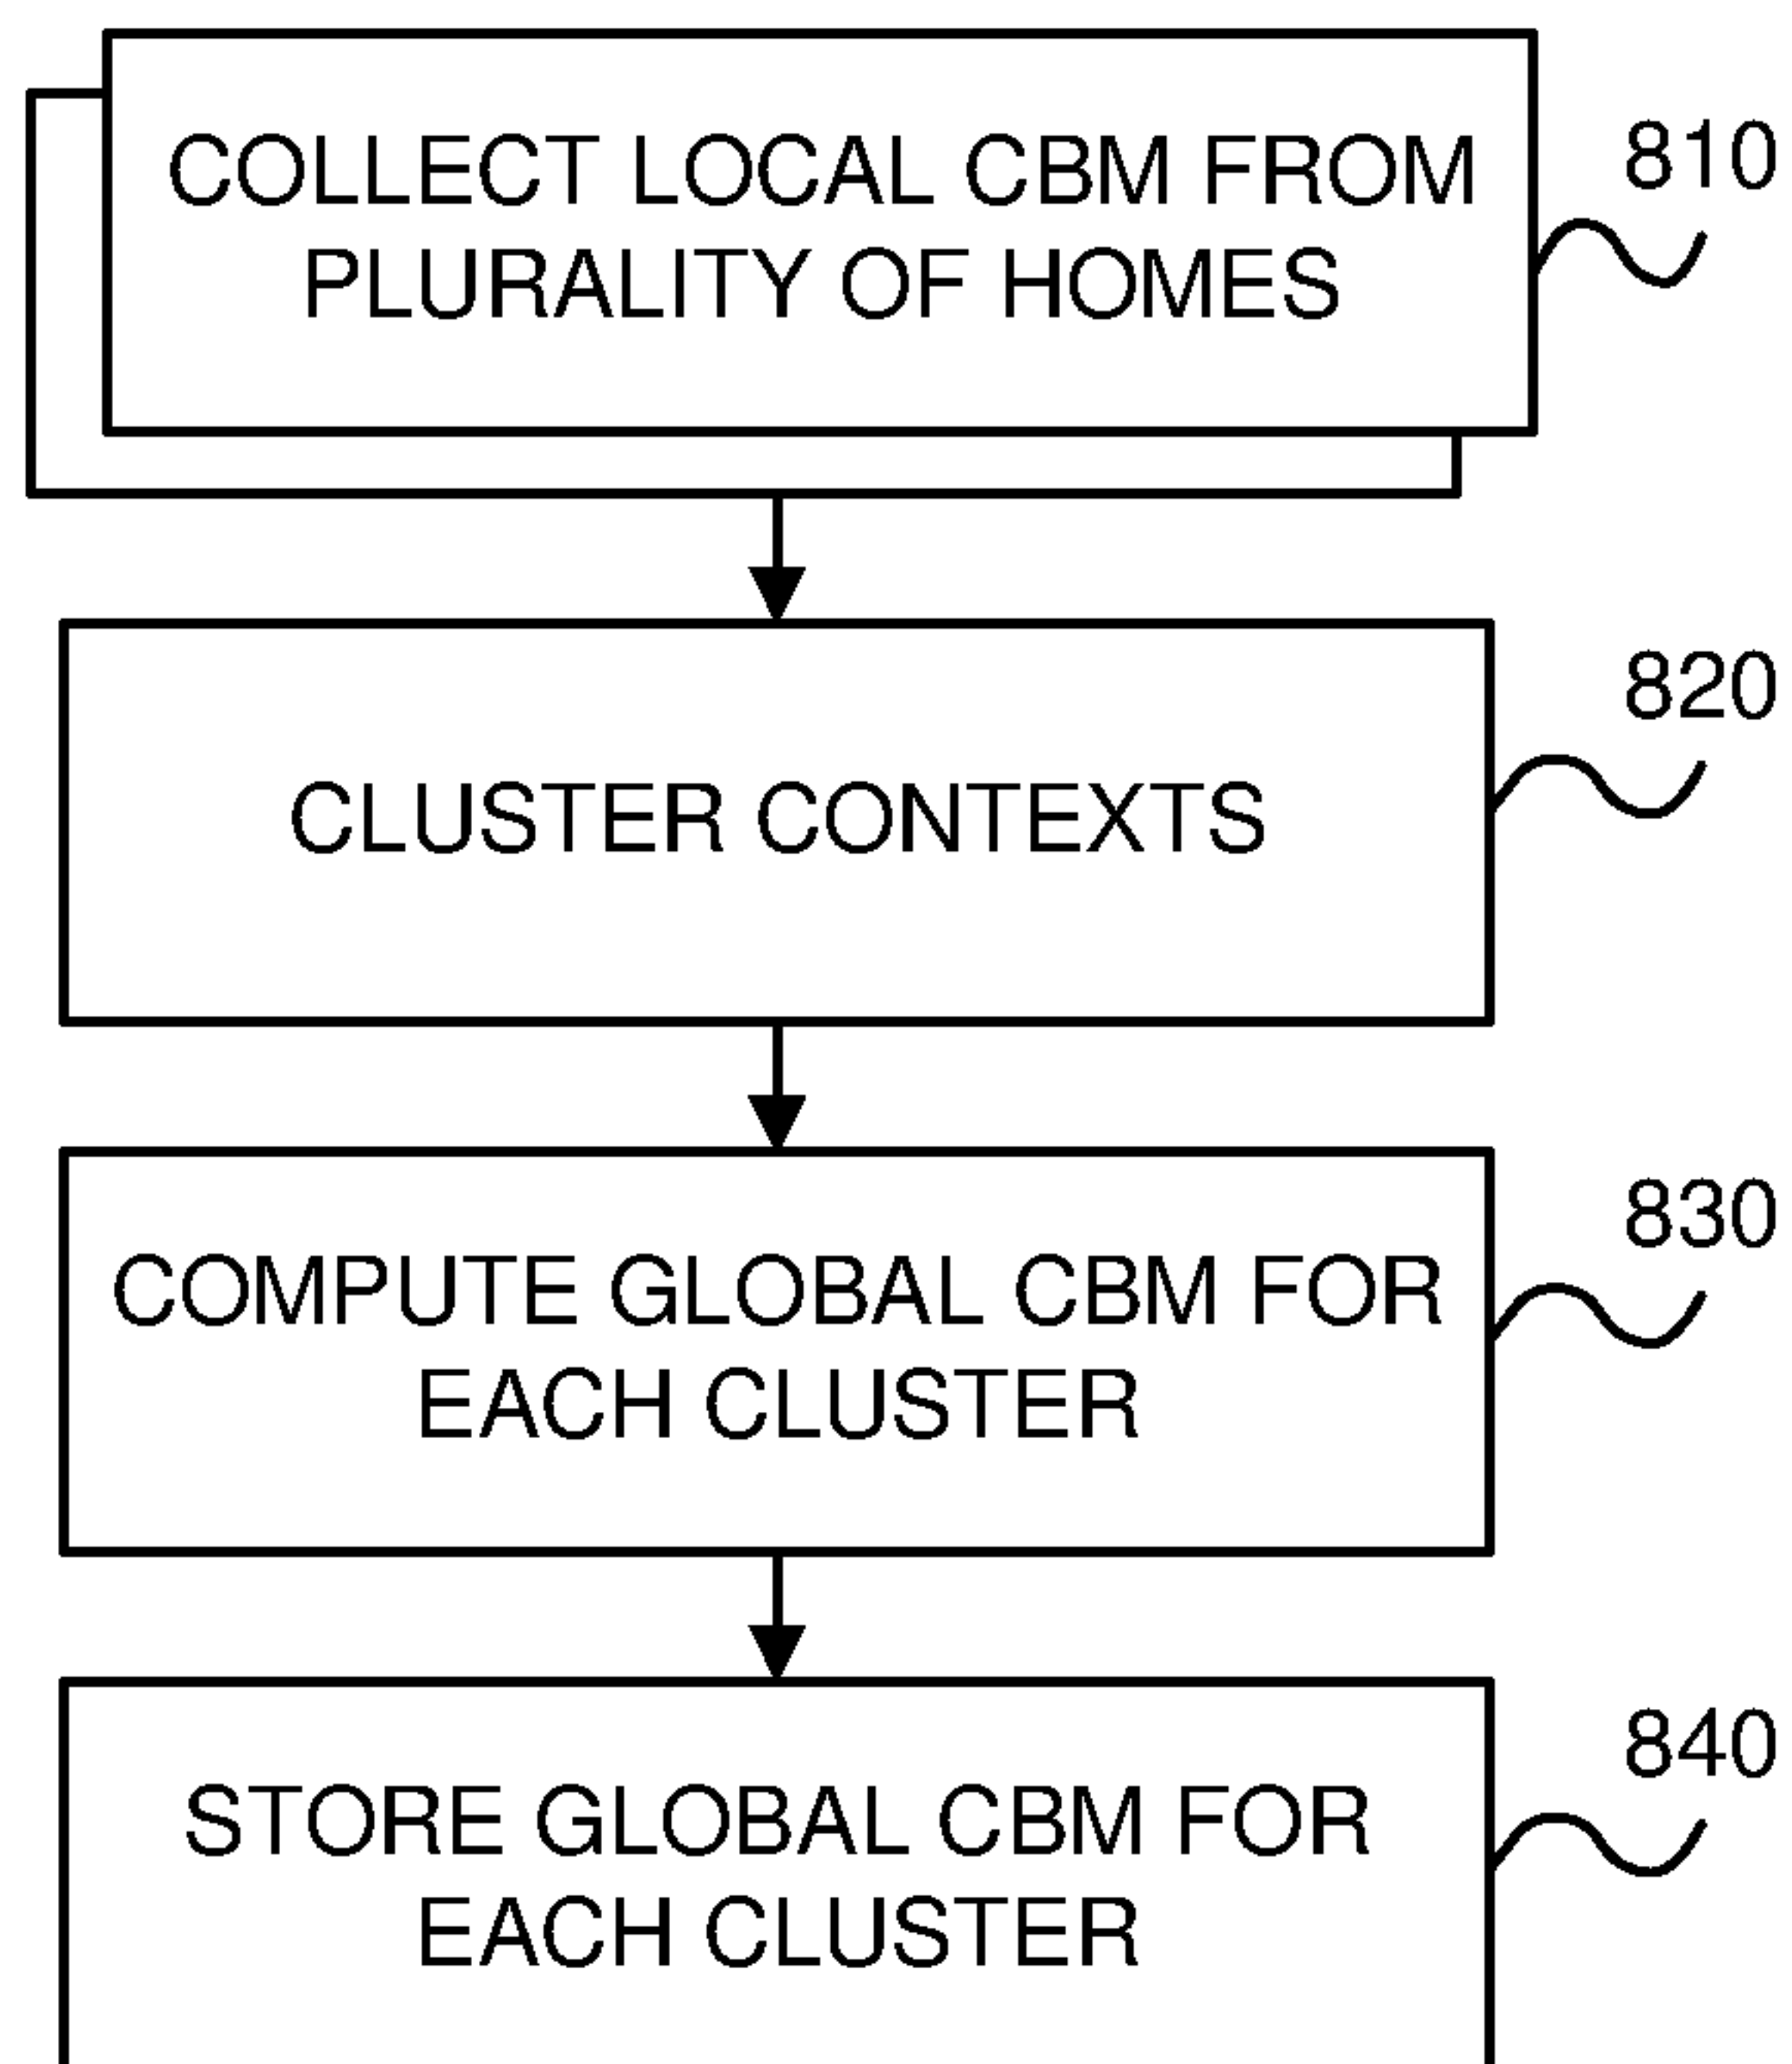 COLLECT LOCAL CBM FROM
PLURALITY OF HOMES
810
CLUSTER CONTEXTS
820
COMPUTE GLOBAL CBM FOR
EACH CLUSTER
830
STORE GLOBAL CBM FOR
EACH CLUSTER
840